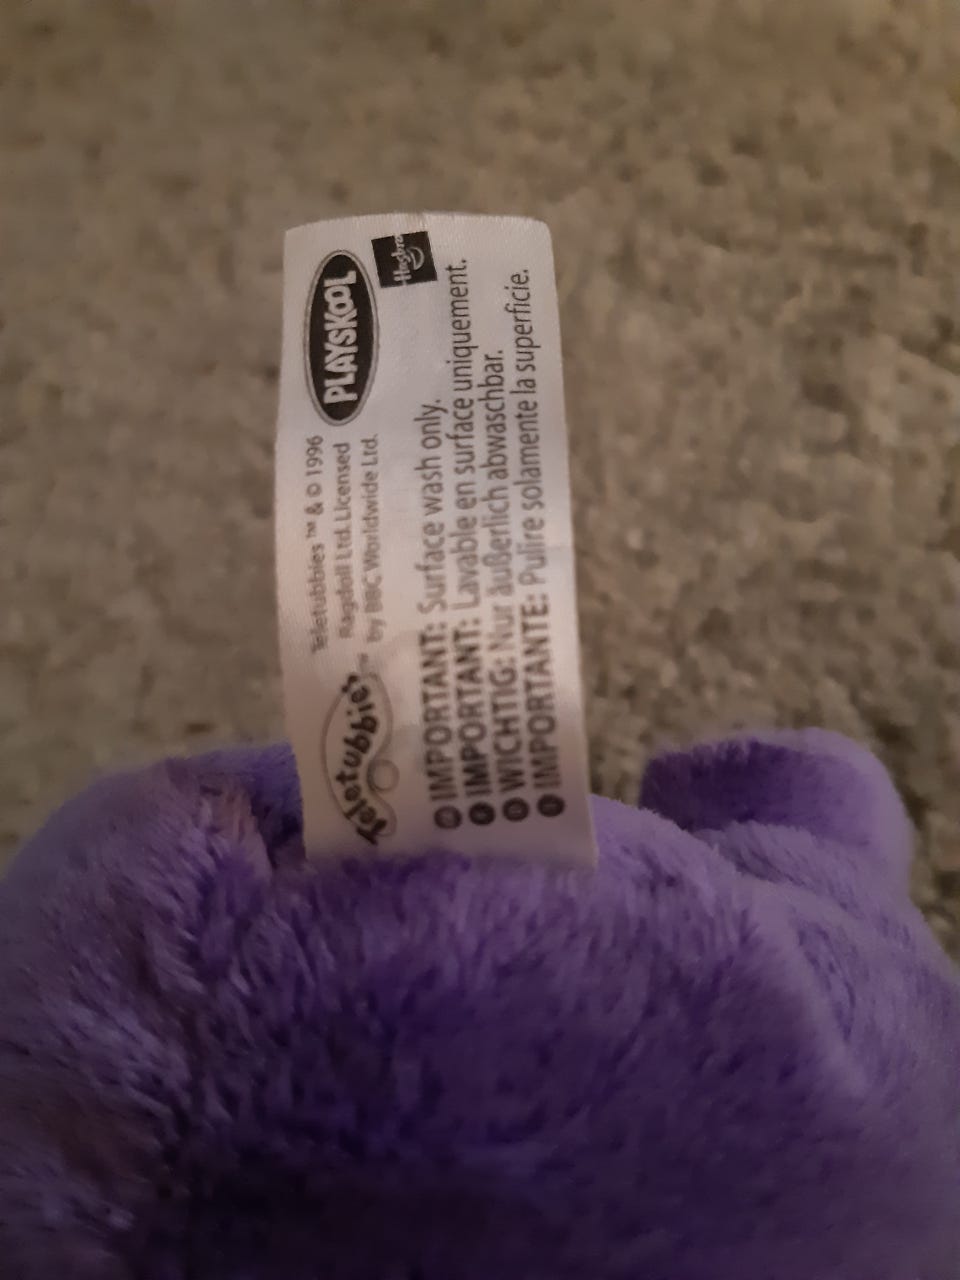 Teletubbies™
Teletubbies ™ & © 1996
Ragdoll Ltd. Licensed
by BBC Worldwide Ltd.
PLAYSKOOL
Hasbro
IMPORTANT: Surface wash only.
IMPORTANT: Lavable en surface uniquement.
WICHTIG: Nur äußerlich abwaschbar.
IMPORTANTE: Pulire solamente la superficie.